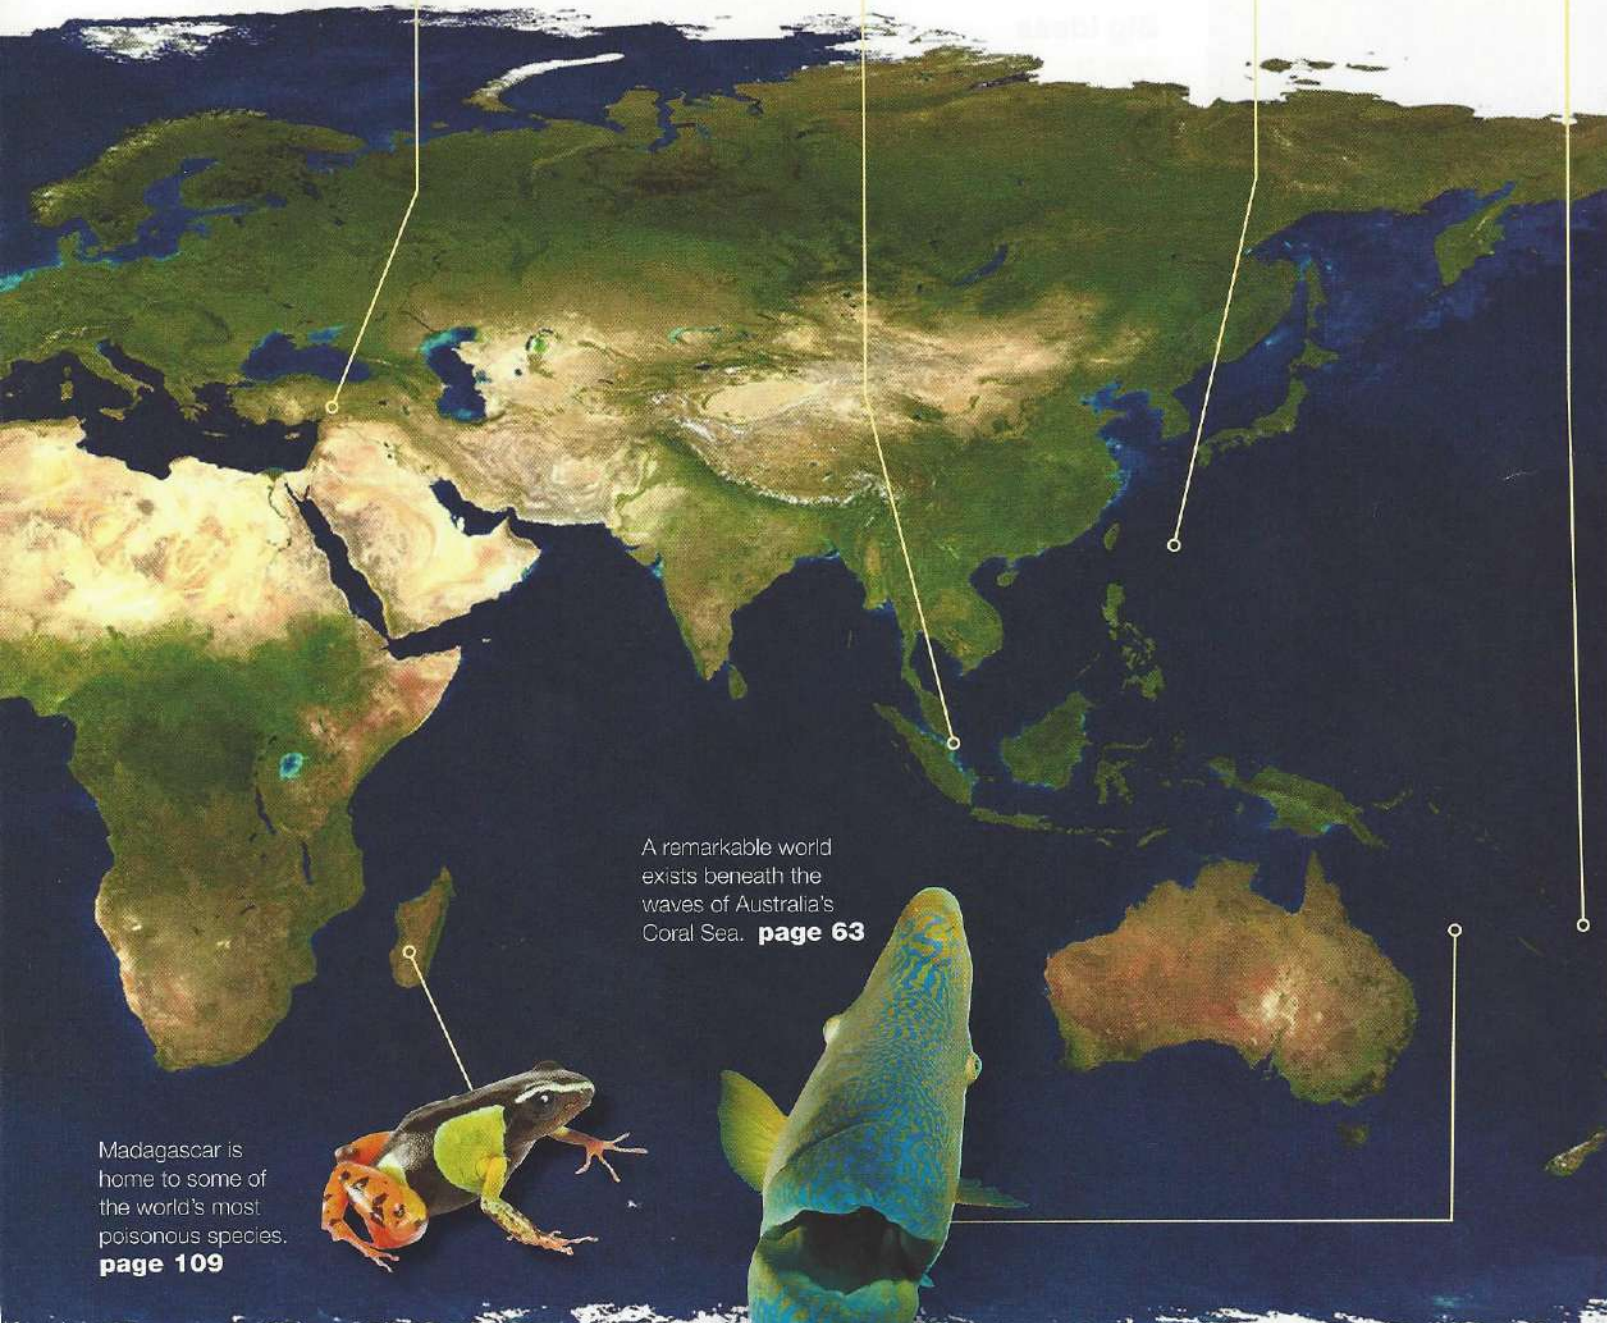 A remarkable world
exists beneath the
waves of Australia's
Coral Sea. page 63
Madagascar is
home to some of
the world's most
poisonous species.
page 109